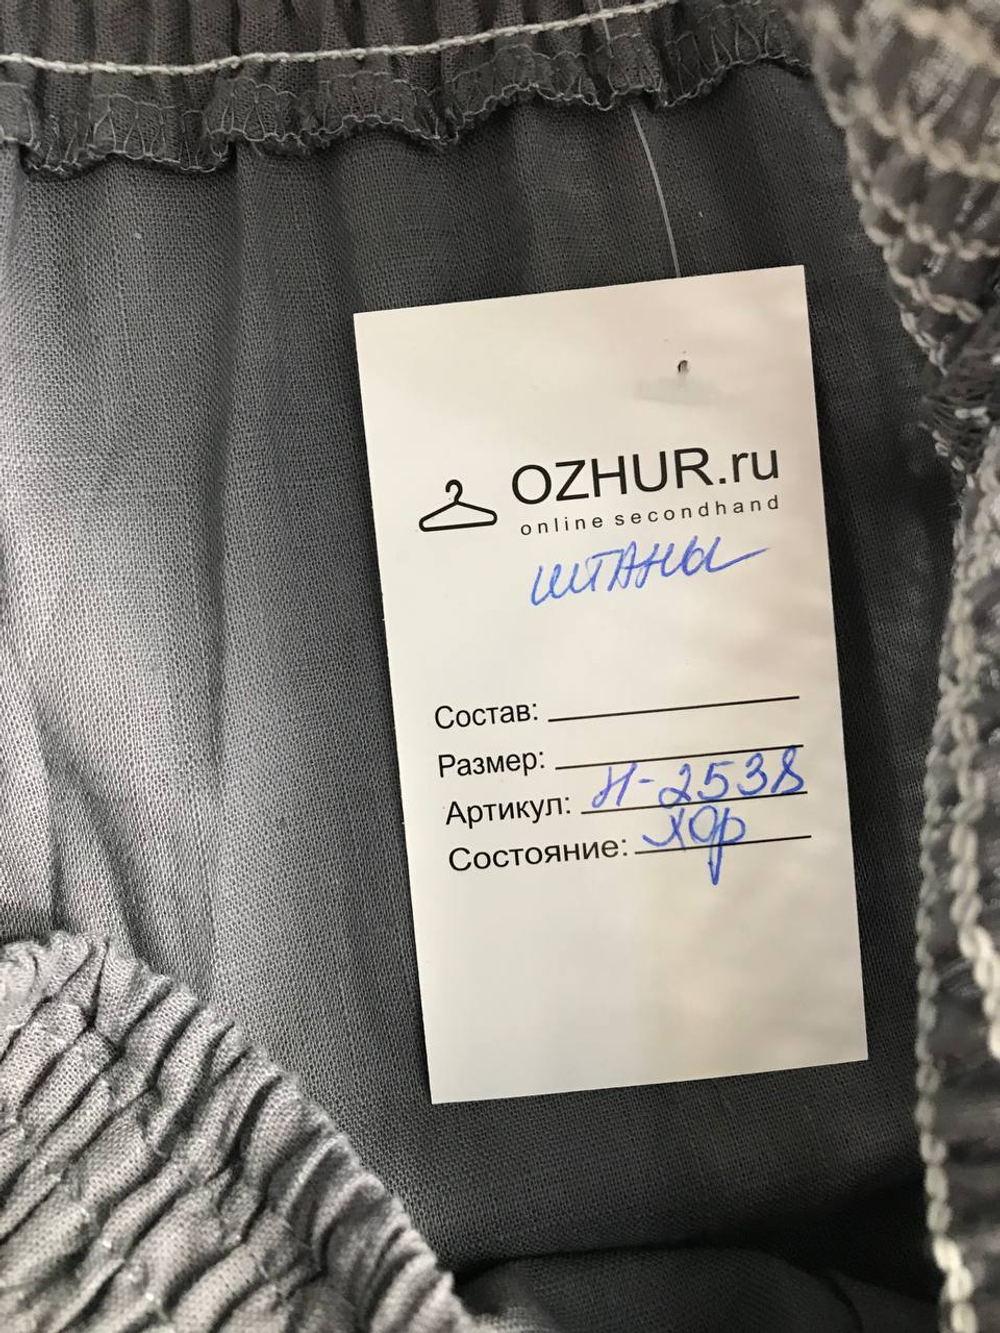 OZHUR.ru
online secondhand
штаны
Состав:
Размер:
Артикул: Н-2538
Состояние: хор